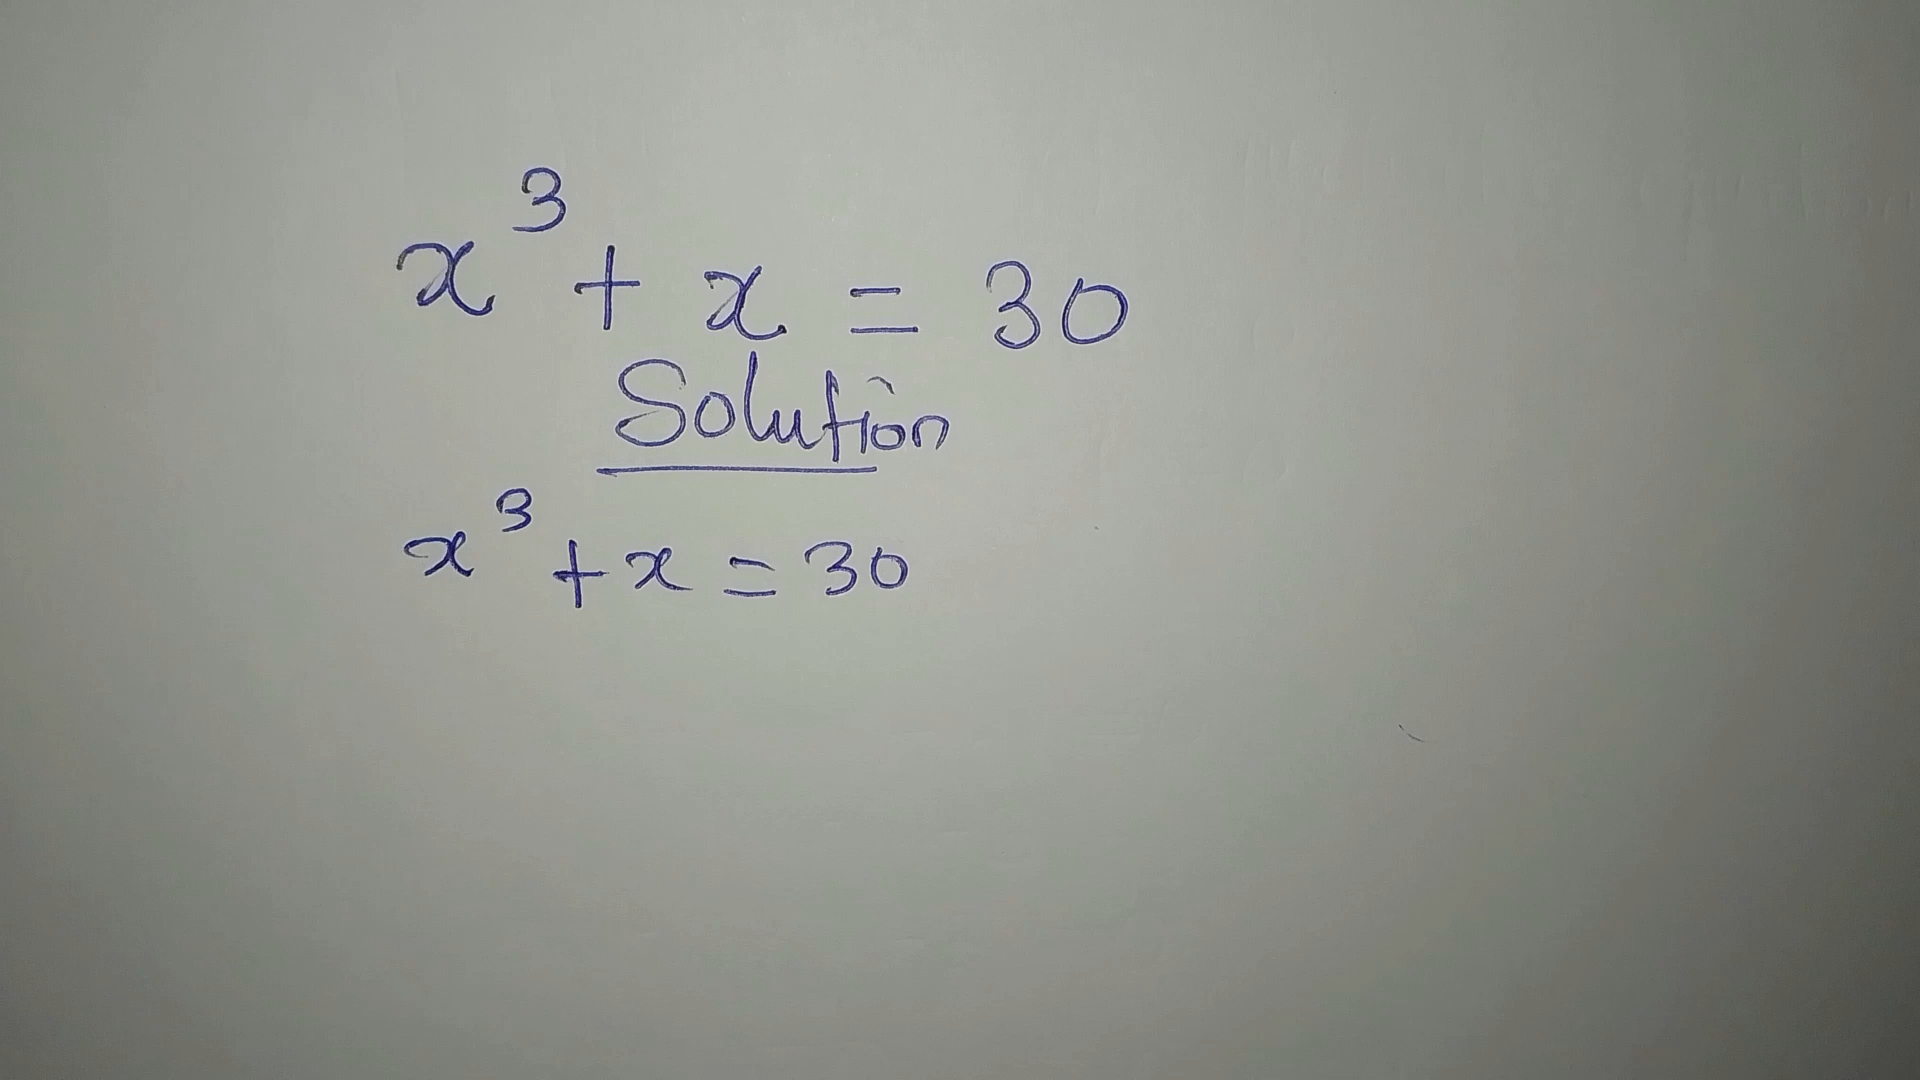 x³ + x = 30
Solution
x³ + x = 30